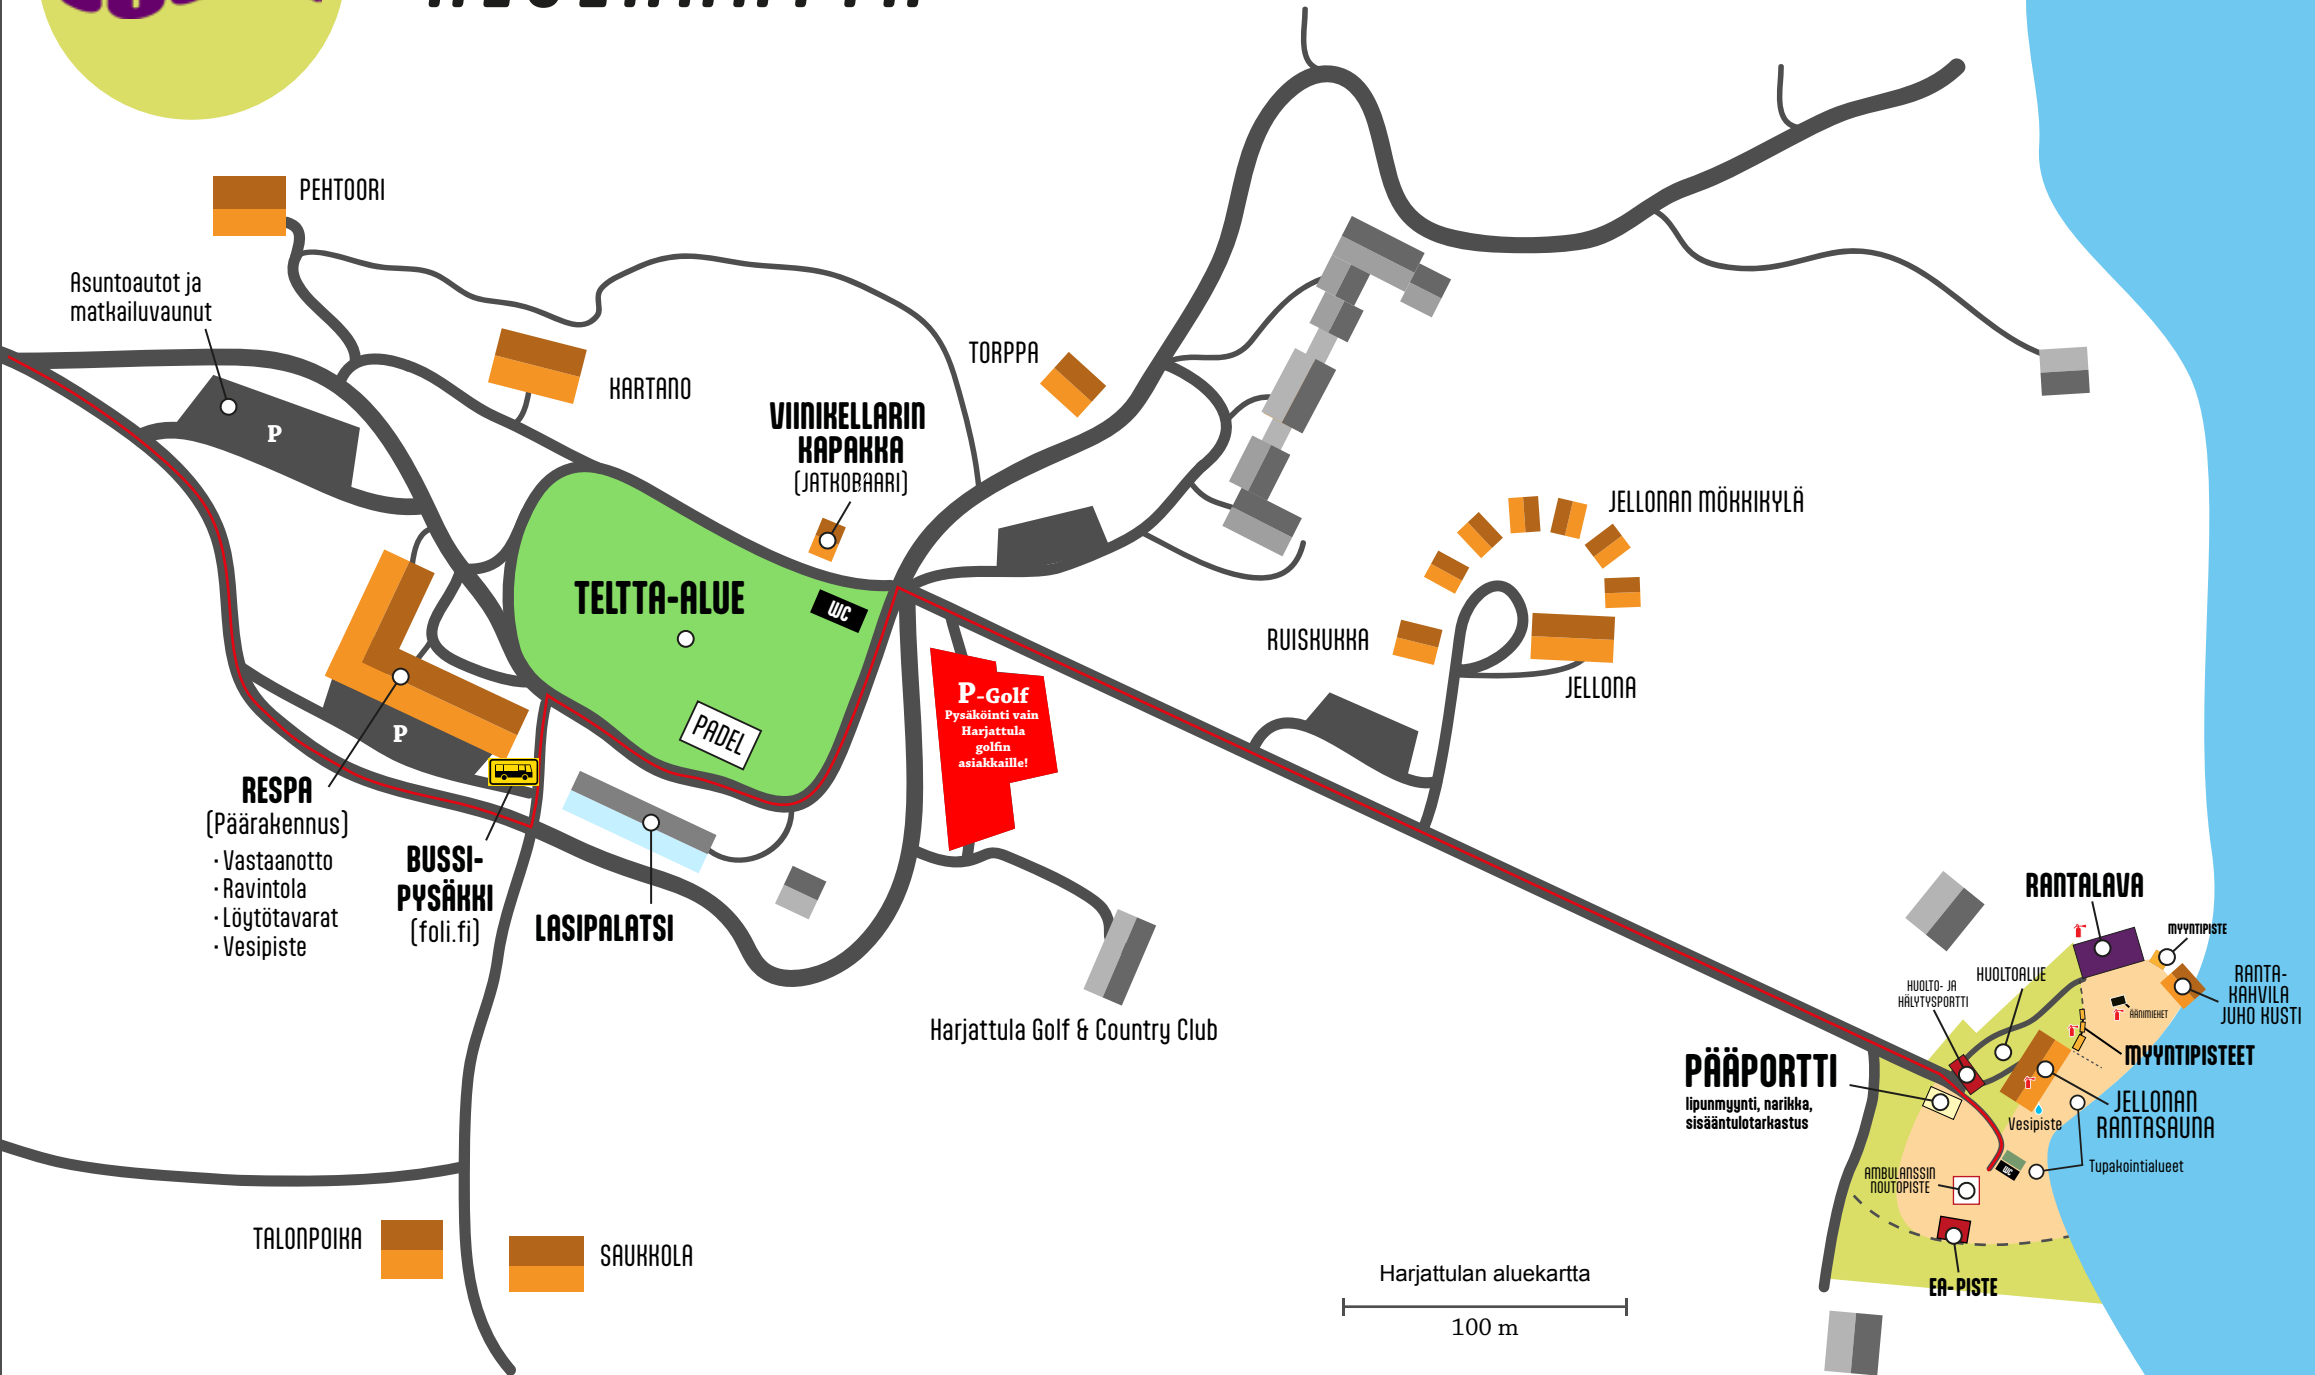 PEHTOORI
Asuntoautot ja
matkailuvaunut
P
KARTANO
VIINIKELLARIN
KAPAKKA
(JATKOBAARI)
TORPPA
TELTTA-ALUE
WC
PADEL
P-Golf
Pysäköinti vain
Harjattula
golfin
asiakkaille!
JELLONAN MÖKKIKYLÄ
RUISKUKKA
JELLONA
P
RESPA
(Päärakennus)
· Vastaanotto
· Ravintola
· Löytötavarat
· Vesipiste
BUSSI-
PYSÄKKI
(foli.fi)
LASIPALATSI
Harjattula Golf & Country Club
RANTALAVA
MYYNTIPISTE
RANTA-
KAHVILA
JUHO KUSTI
HUOLTOALUE
HUOLTO- JA
HÄLYTYSPORTTI
ÄÄNIMIEHET
MYYNTIPISTEET
PÄÄPORTTI
lipunmyynti, narikka,
sisääntulotarkastus
JELLONAN
RANTASAUNA
Vesipiste
WC
Tupakointialueet
AMBULANSSIN
NOUTOPISTE
EA-PISTE
TALONPOIKA
SAUKKOLA
Harjattulan aluekartta
100 m